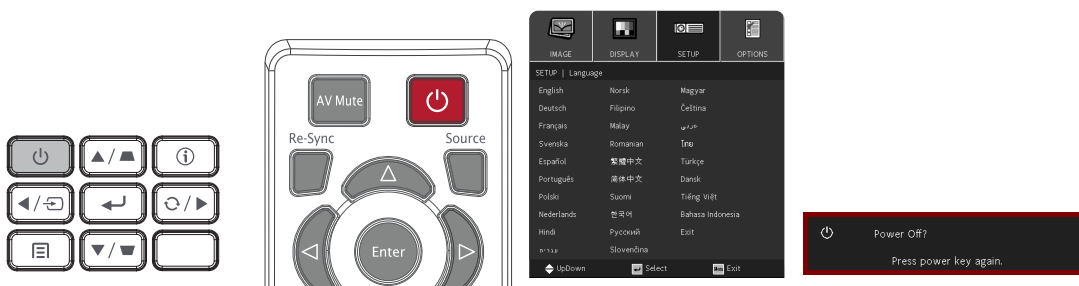 AV Mute
Re-Sync Source
Enter
IMAGE DISPLAY SETUP OPTIONS
SETUP | Language
English Norsk Magyar
Deutsch Filipino Čeština
Français Malay عربي
Svenska Romanian ไทย
Español 繁體中文 Türkçe
Português 简体中文 Dansk
Polski Suomi Tiếng Việt
Nederlands 한국어 Bahasa Indonesia
Hindi Русский Exit
עברית Slovenčina
UpDown Select Menu Exit
Power Off?
Press power key again.